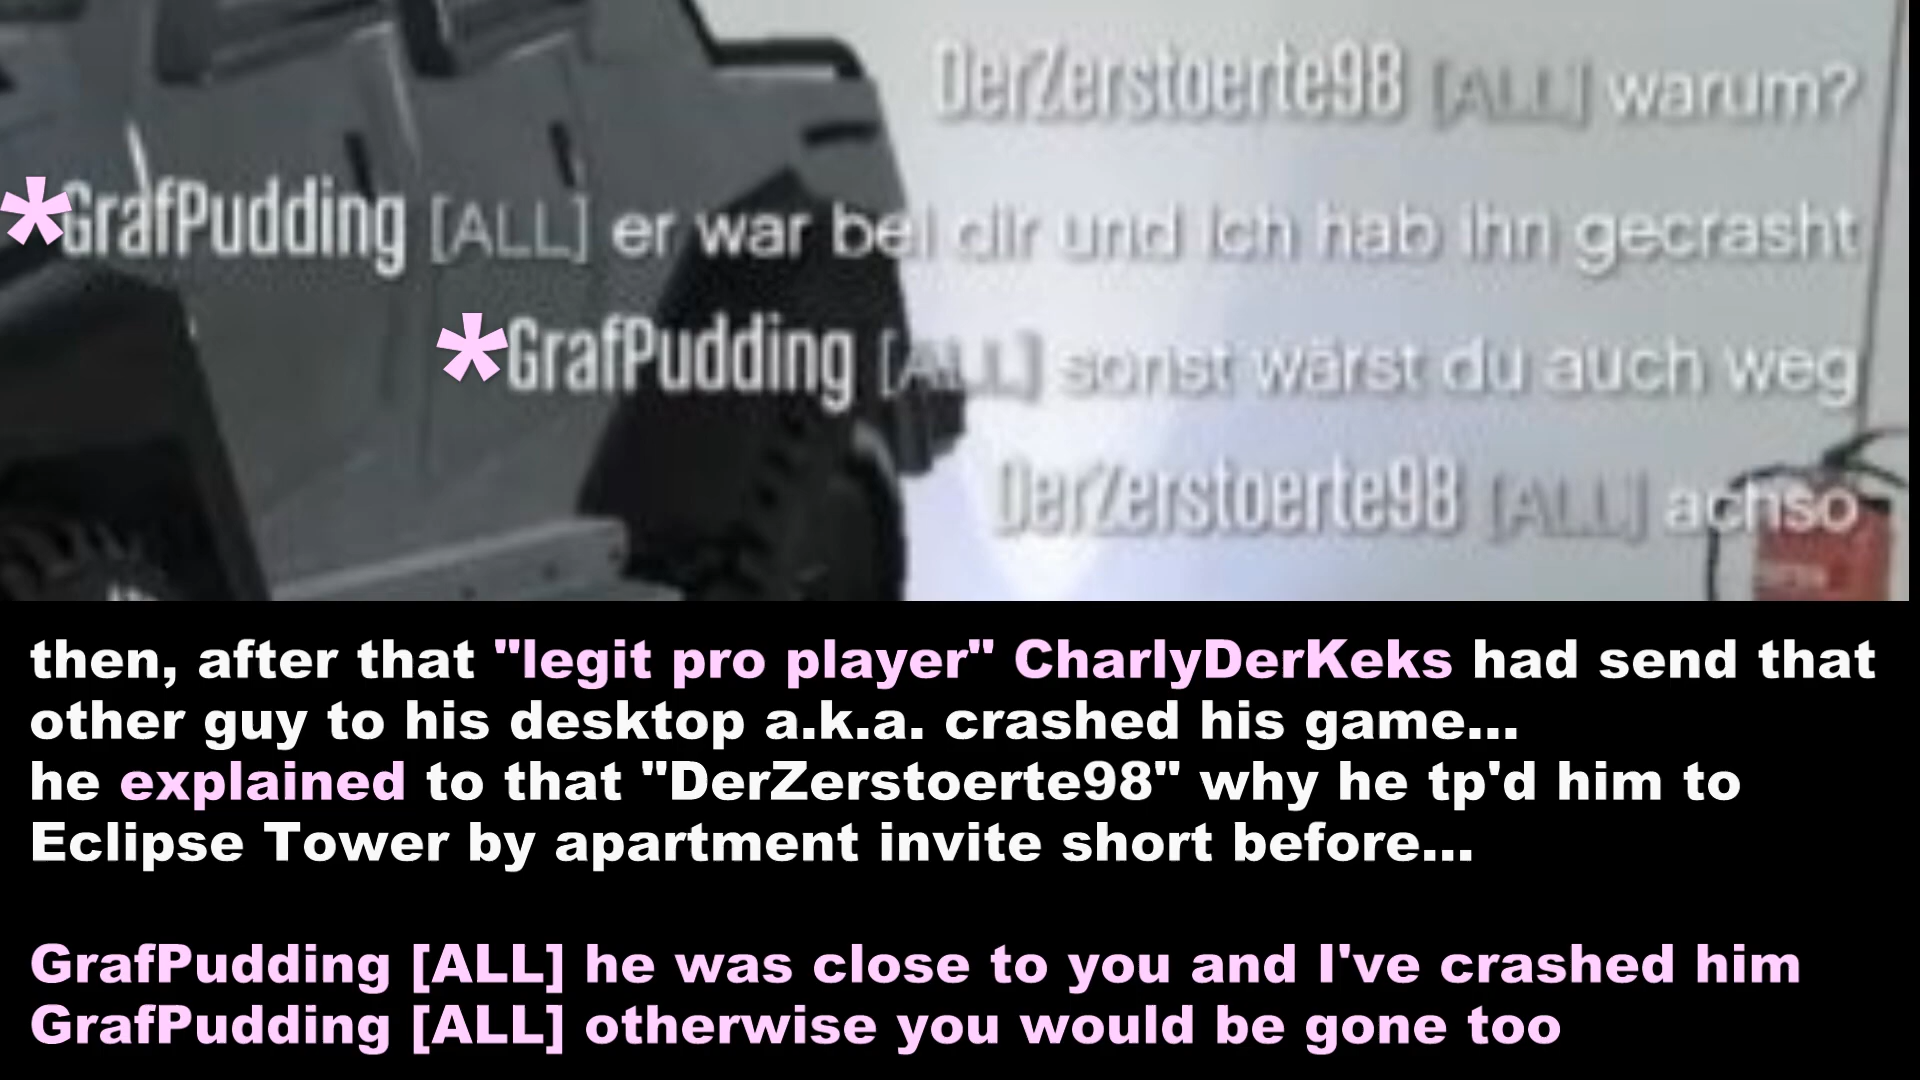 DerZerstoerte98 [ALL] warum?
*GrafPudding [ALL] er war bei dir und ich hab ihn gecrasht
*GrafPudding [ALL] sonst wärst du auch weg
DerZerstoerte98 [ALL] achso
then, after that "legit pro player" CharlyDerKeks had send that
other guy to his desktop a.k.a. crashed his game...
he explained to that "DerZerstoerte98" why he tp'd him to
Eclipse Tower by apartment invite short before...
GrafPudding [ALL] he was close to you and I've crashed him
GrafPudding [ALL] otherwise you would be gone too